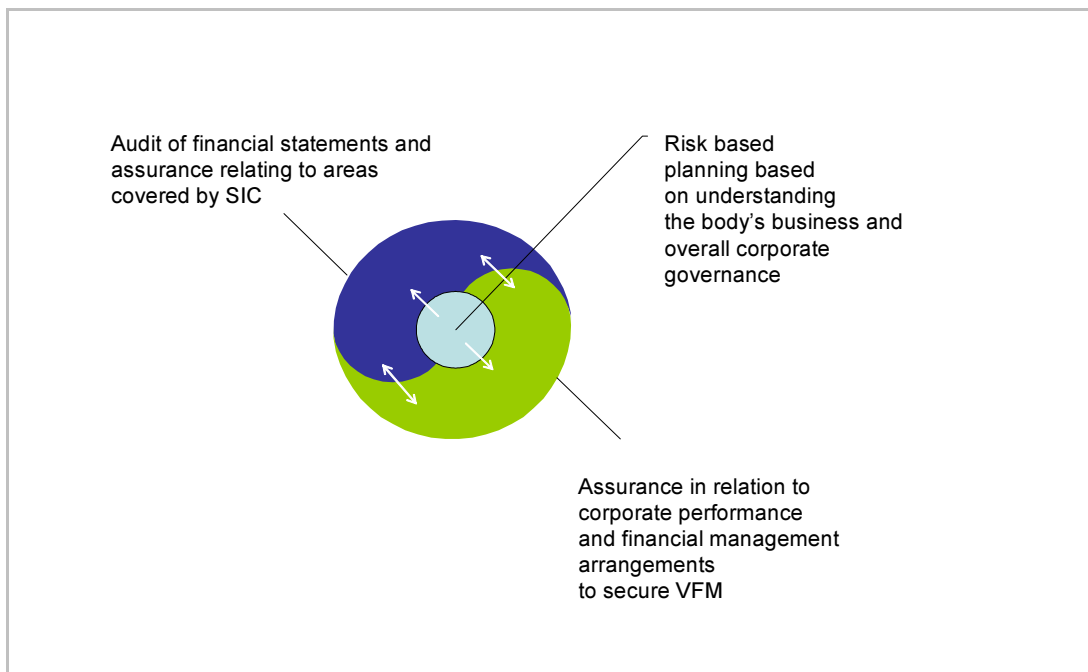 Audit of financial statements and
assurance relating to areas
covered by SIC
Risk based
planning based
on understanding
the body’s business and
overall corporate
governance
Assurance in relation to
corporate performance
and financial management
arrangements
to secure VFM